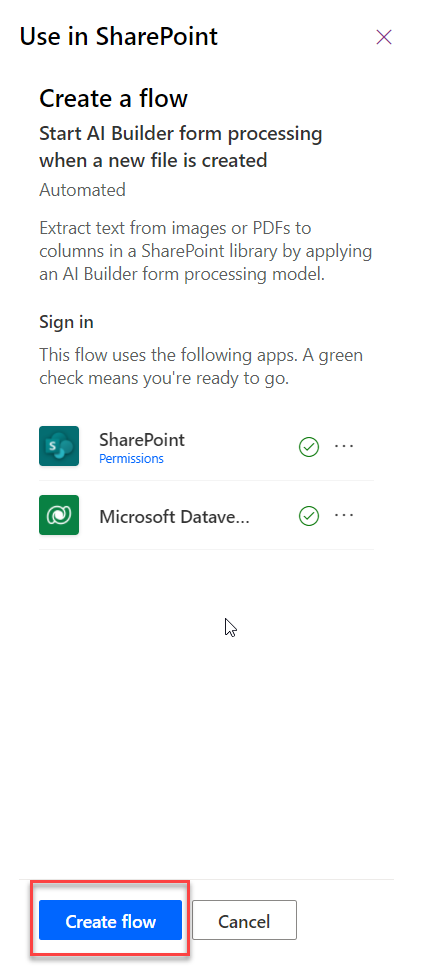 Use in SharePoint
Create a flow
Start AI Builder form processing
when a new file is created
Automated
Extract text from images or PDFs to
columns in a SharePoint library by applying
an AI Builder form processing model.
Sign in
This flow uses the following apps. A green
check means you're ready to go.
S
SharePoint
Permissions
Microsoft Datave...
Create flow
Cancel